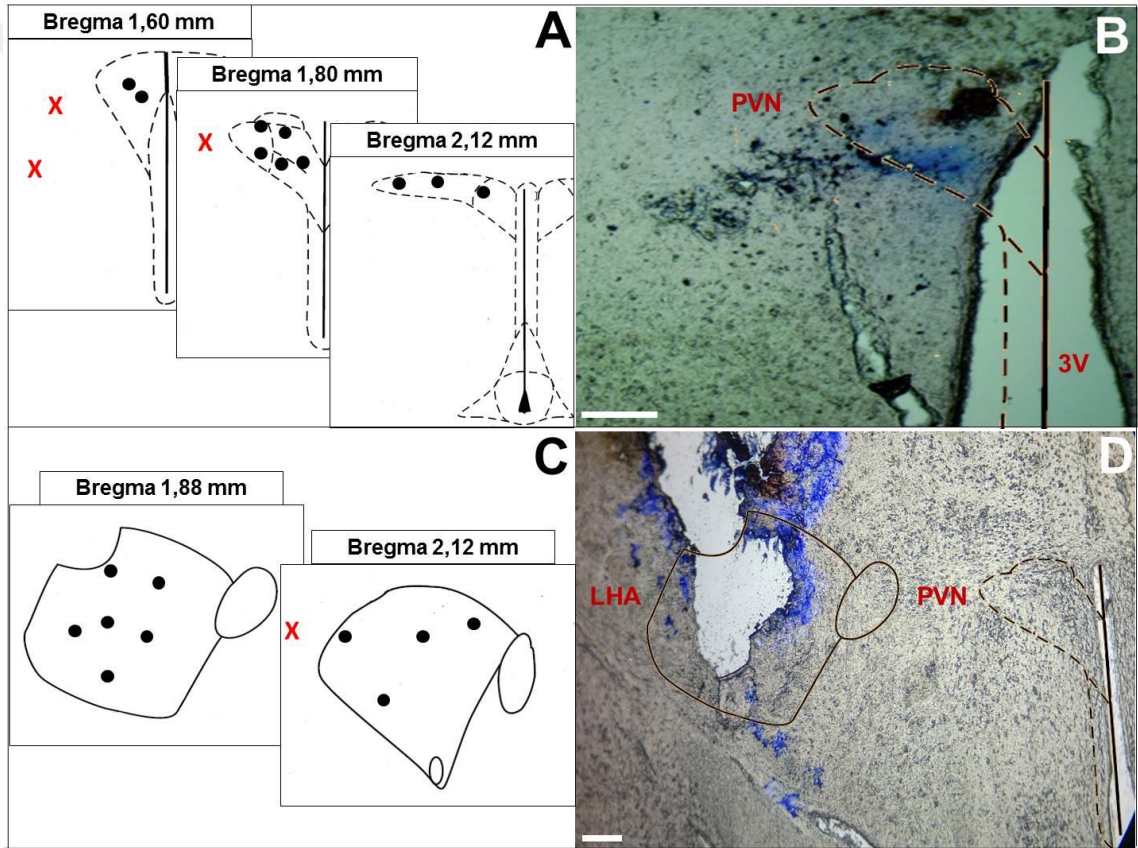 Bregma 1,60 mm
X
X
A
Bregma 1,80 mm
X
Bregma 2,12 mm
B
PVN
3V
C
Bregma 1,88 mm
Bregma 2,12 mm
X
D
LHA
PVN